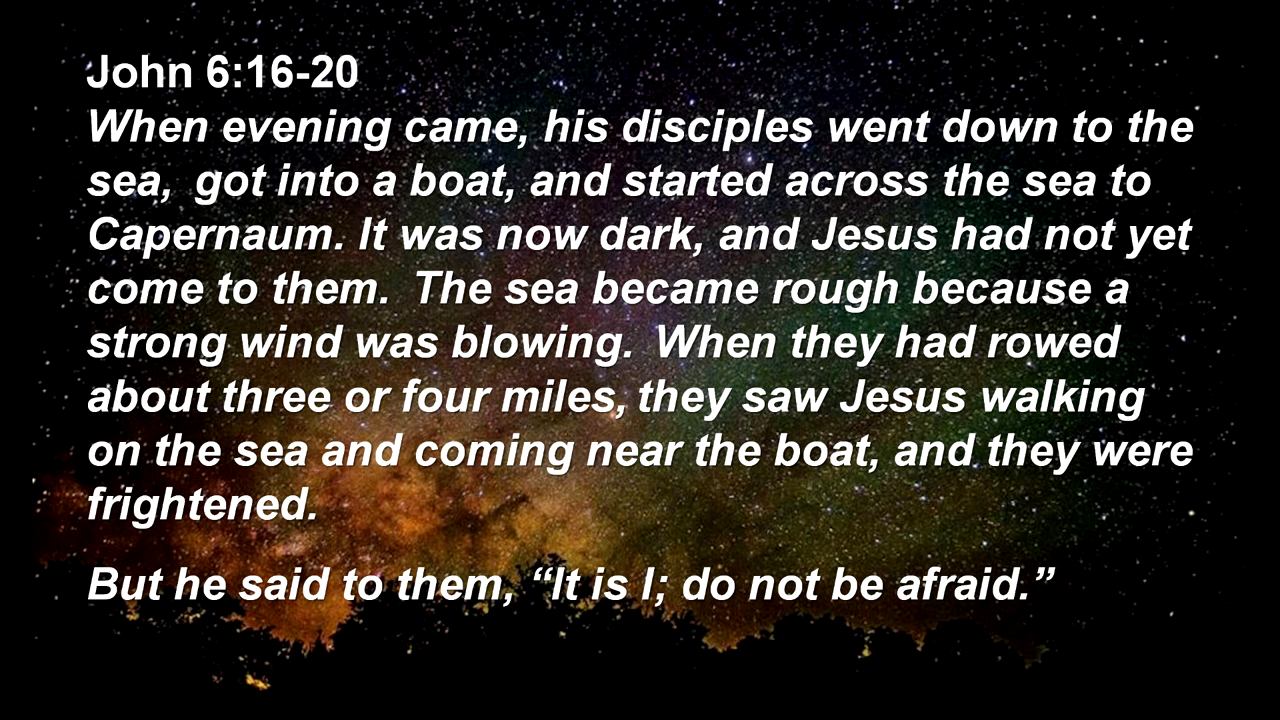 John 6:16-20
When evening came, his disciples went down to the
sea,  got into a boat, and started across the sea to
Capernaum. It was now dark, and Jesus had not yet
come to them.  The sea became rough because a
strong wind was blowing.  When they had rowed
about three or four miles, they saw Jesus walking
on the sea and coming near the boat, and they were
frightened.
But he said to them, “It is I; do not be afraid.”